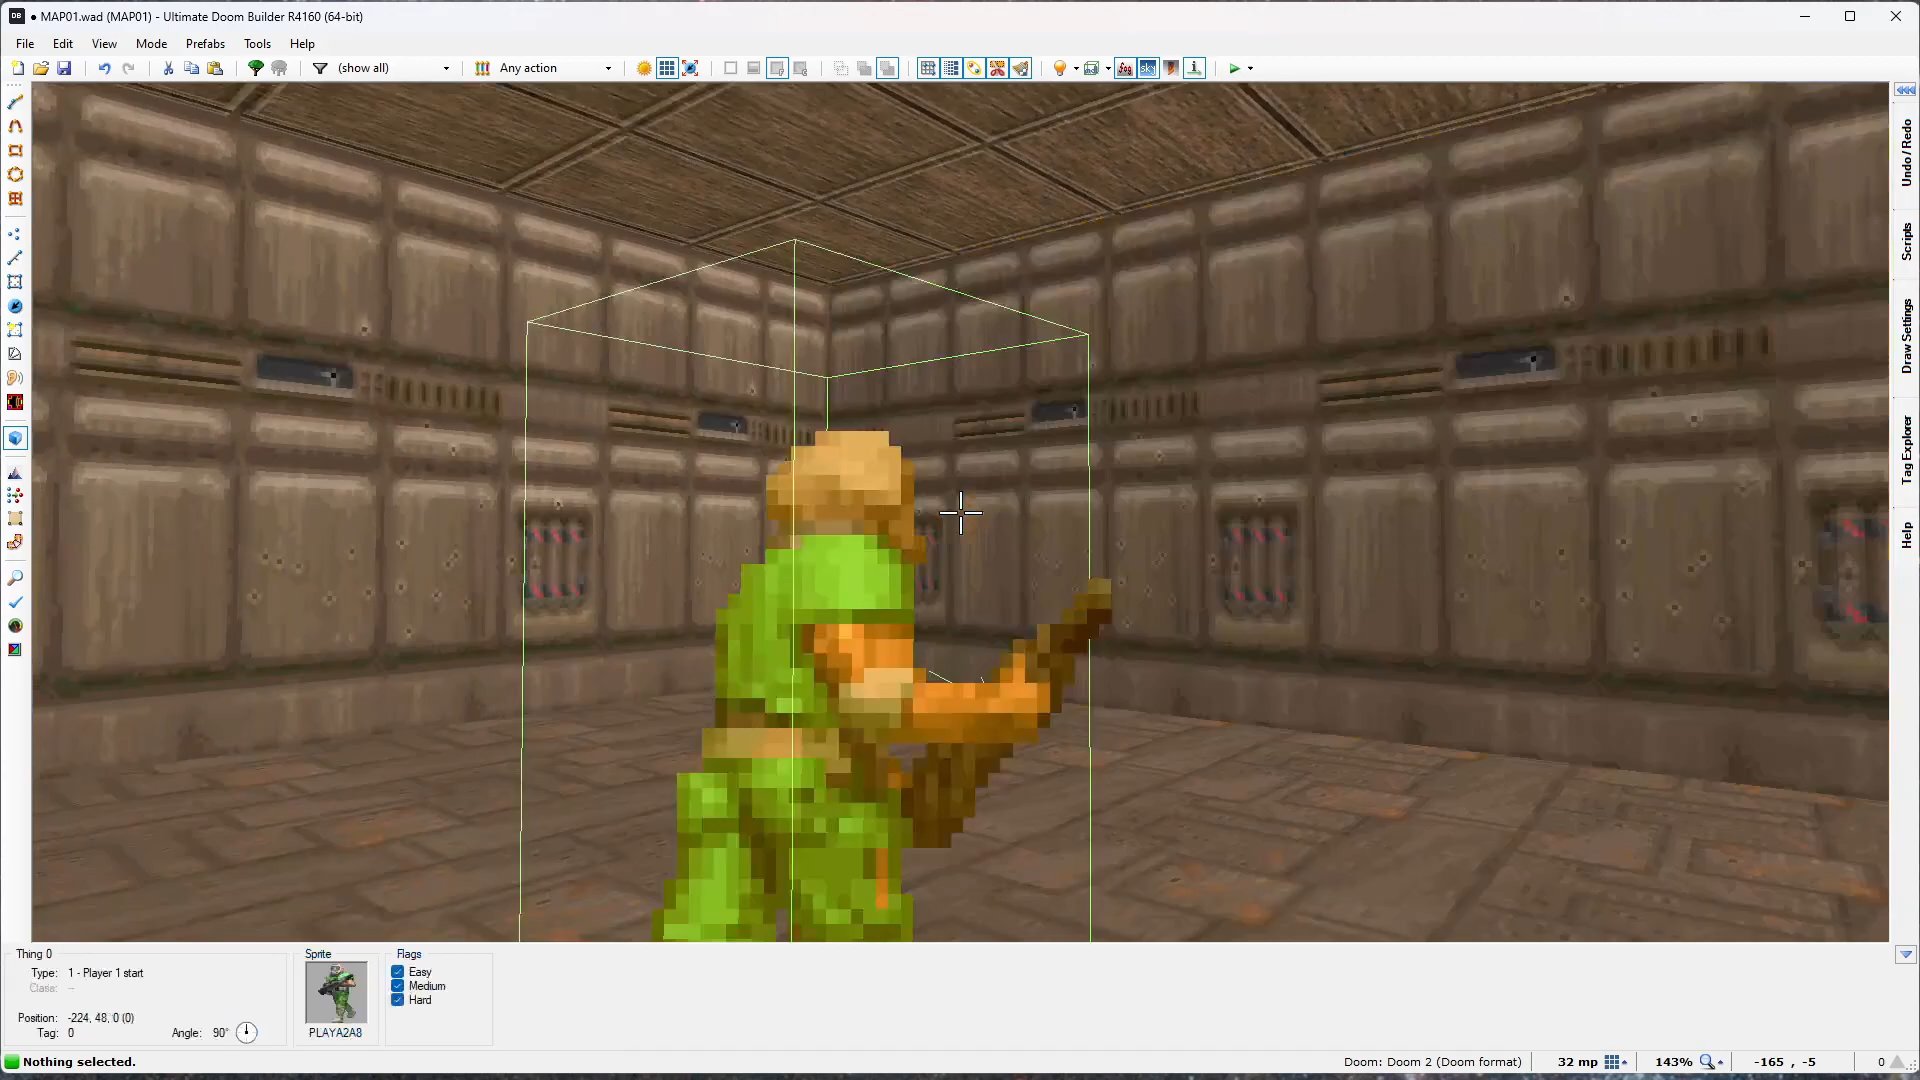 MAP01.wad (MAP01) - Ultimate Doom Builder R4160 (64-bit)
File Edit View Mode Prefabs Tools Help
(show all) Any action
Undo / Redo
Scripts
Draw Settings
Tag Explorer
Help
Thing 0
Type: 1 - Player 1 start
Class: --
Position: -224, 48, 0 (0)
Tag: 0 Angle: 90°
Sprite
PLAYA2A8
Flags
Easy
Medium
Hard
Nothing selected.
Doom: Doom 2 (Doom format) 32 mp 143% -165 , -5 0